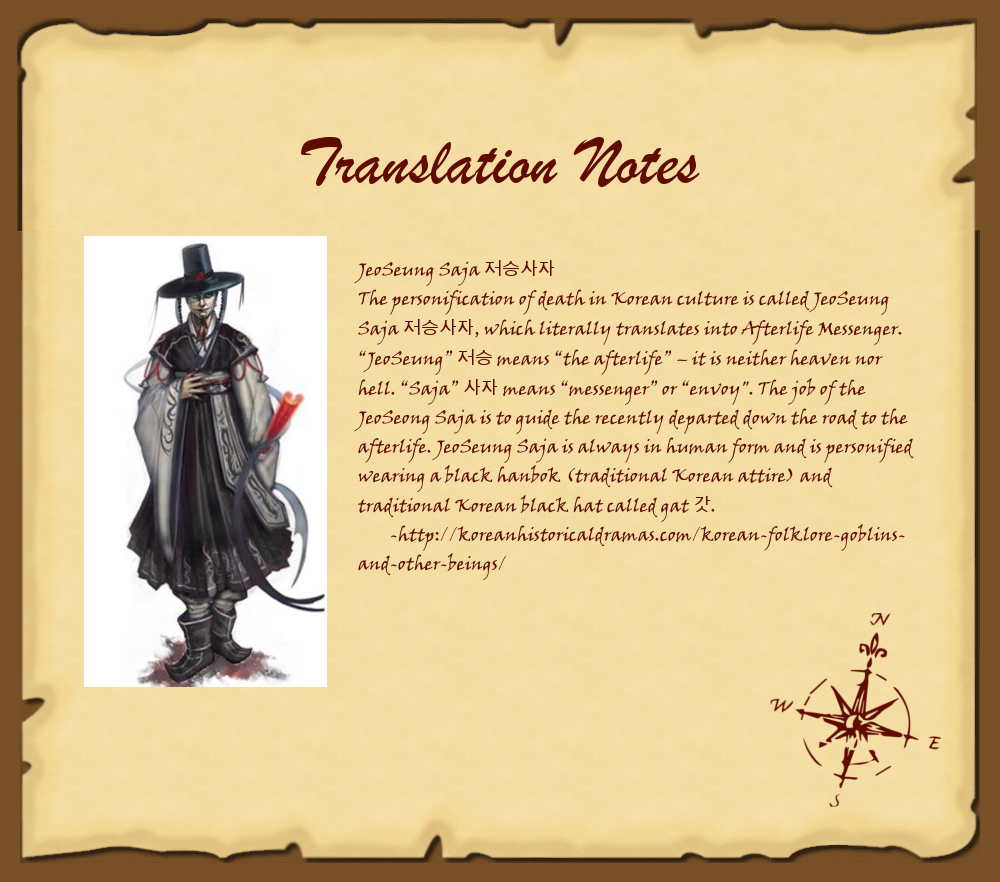 Translation Notes
JeoSeung Saja 저승사자
The personification of death in Korean culture is called JeoSeung
Saja 저승사자, which literally translates into Afterlife Messenger.
“JeoSeung” 저승 means “the afterlife” – it is neither heaven nor
hell. “Saja” 사자 means “messenger” or “envoy”. The job of the
JeoSeong Saja is to guide the recently departed down the road to the
afterlife. JeoSeung Saja is always in human form and is personified
wearing a black hanbok (traditional Korean attire) and
traditional Korean black hat called gat 갓.
-http://koreanhistoricaldramas.com/korean-folklore-goblins-
and-other-beings/
N
W
E
S